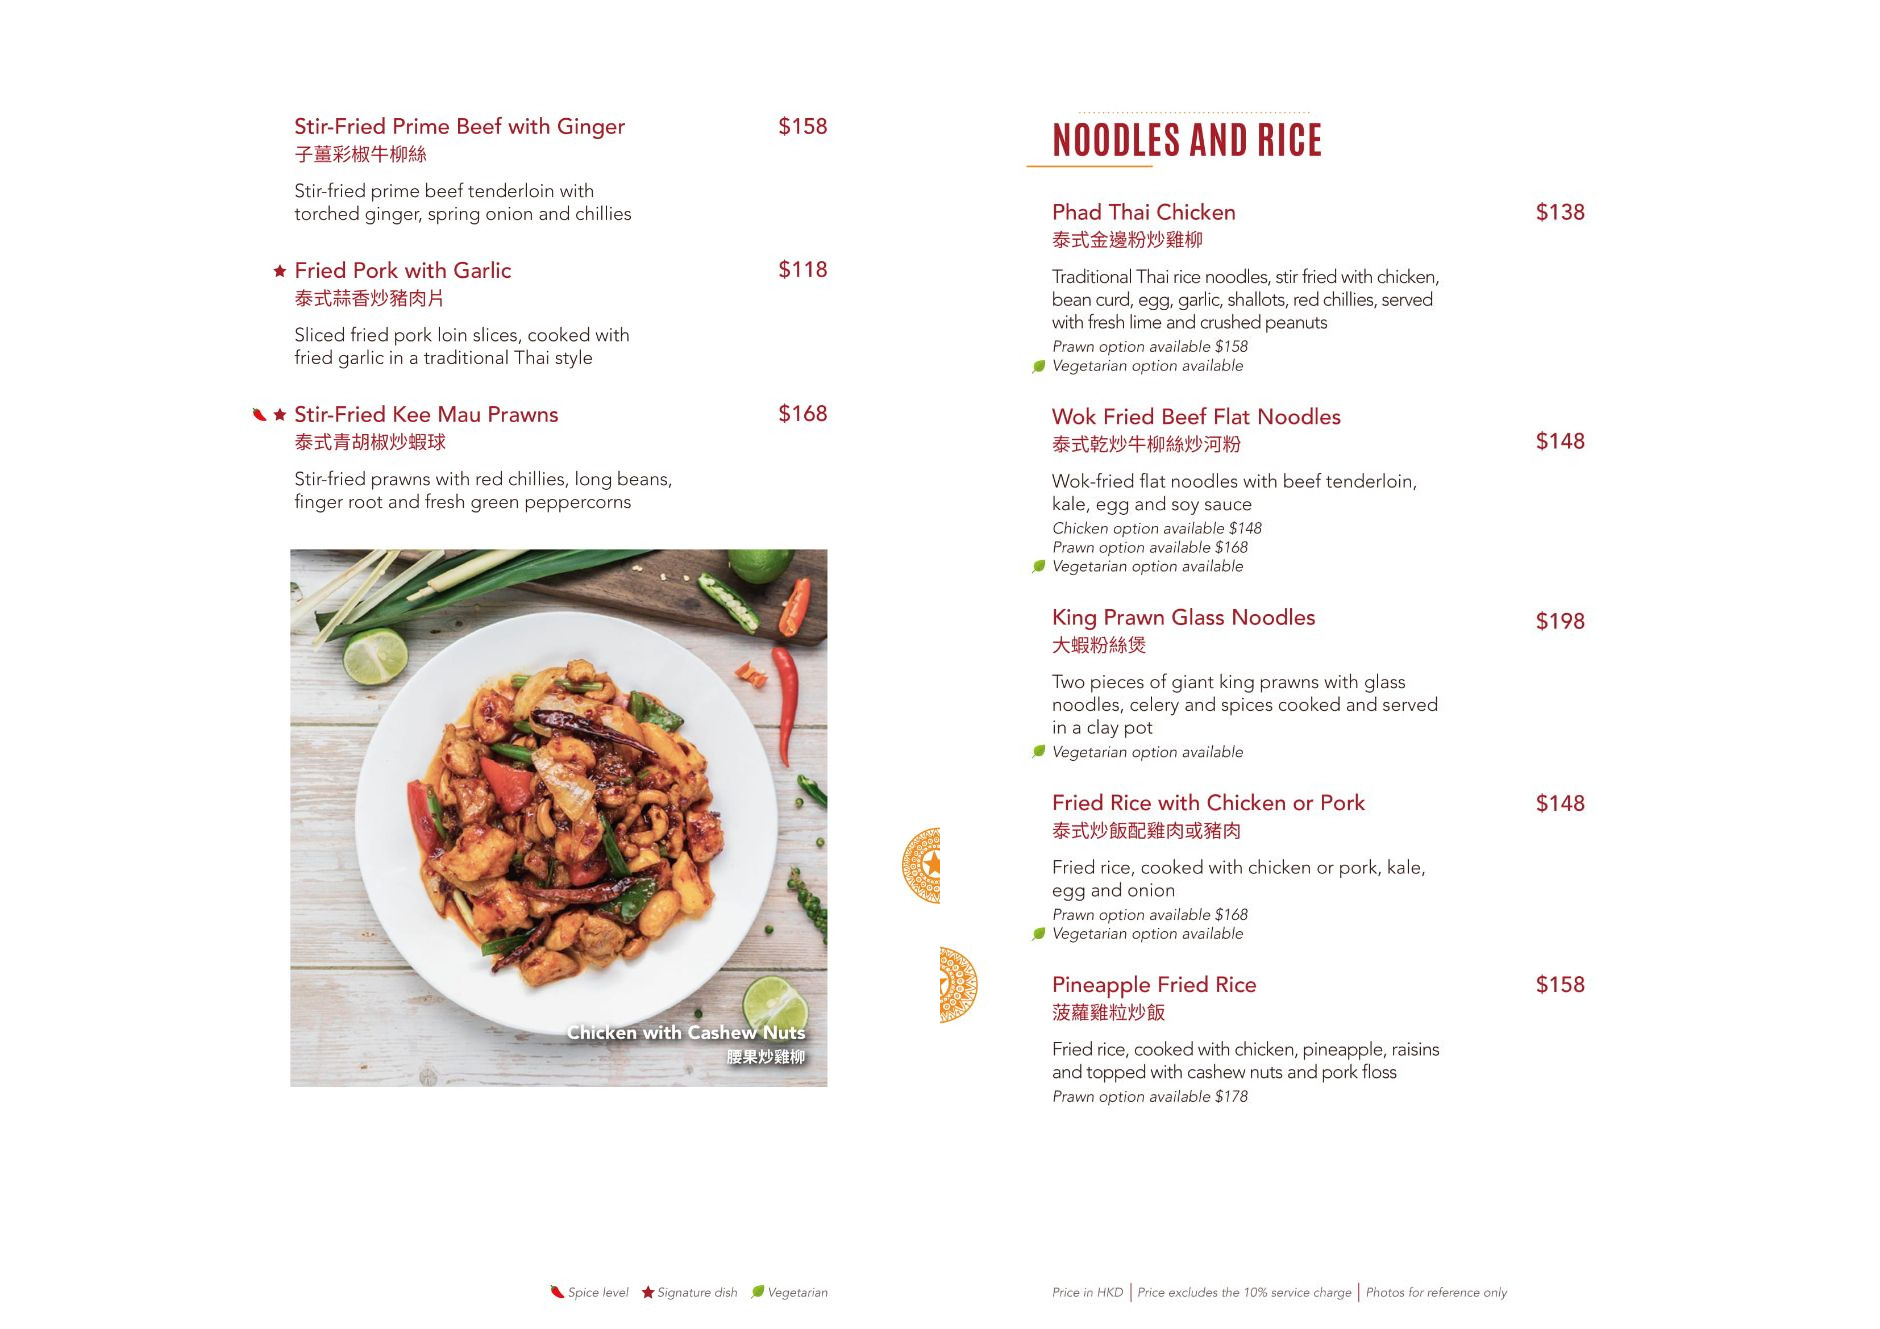 Stir-Fried Prime Beef with Ginger $158
子薑彩椒牛柳絲
Stir-fried prime beef tenderloin with
torched ginger, spring onion and chillies
Fried Pork with Garlic $118
泰式蒜香炒豬肉片
Sliced fried pork loin slices, cooked with
fried garlic in a traditional Thai style
Stir-Fried Kee Mau Prawns $168
泰式青胡椒炒蝦球
Stir-fried prawns with red chillies, long beans,
finger root and fresh green peppercorns
Chicken with Cashew Nuts
腰果炒雞柳
Spice level Signature dish Vegetarian
NOODLES AND RICE
Phad Thai Chicken $138
泰式金邊粉炒雞柳
Traditional Thai rice noodles, stir fried with chicken,
bean curd, egg, garlic, shallots, red chillies, served
with fresh lime and crushed peanuts
Prawn option available $158
Vegetarian option available
Wok Fried Beef Flat Noodles
泰式乾炒牛柳絲炒河粉 $148
Wok-fried flat noodles with beef tenderloin,
kale, egg and soy sauce
Chicken option available $148
Prawn option available $168
Vegetarian option available
King Prawn Glass Noodles $198
大蝦粉絲煲
Two pieces of giant king prawns with glass
noodles, celery and spices cooked and served
in a clay pot
Vegetarian option available
Fried Rice with Chicken or Pork $148
泰式炒飯配雞肉或豬肉
Fried rice, cooked with chicken or pork, kale,
egg and onion
Prawn option available $168
Vegetarian option available
Pineapple Fried Rice $158
菠蘿雞粒炒飯
Fried rice, cooked with chicken, pineapple, raisins
and topped with cashew nuts and pork floss
Prawn option available $178
Price in HKD | Price excludes the 10% service charge | Photos for reference only